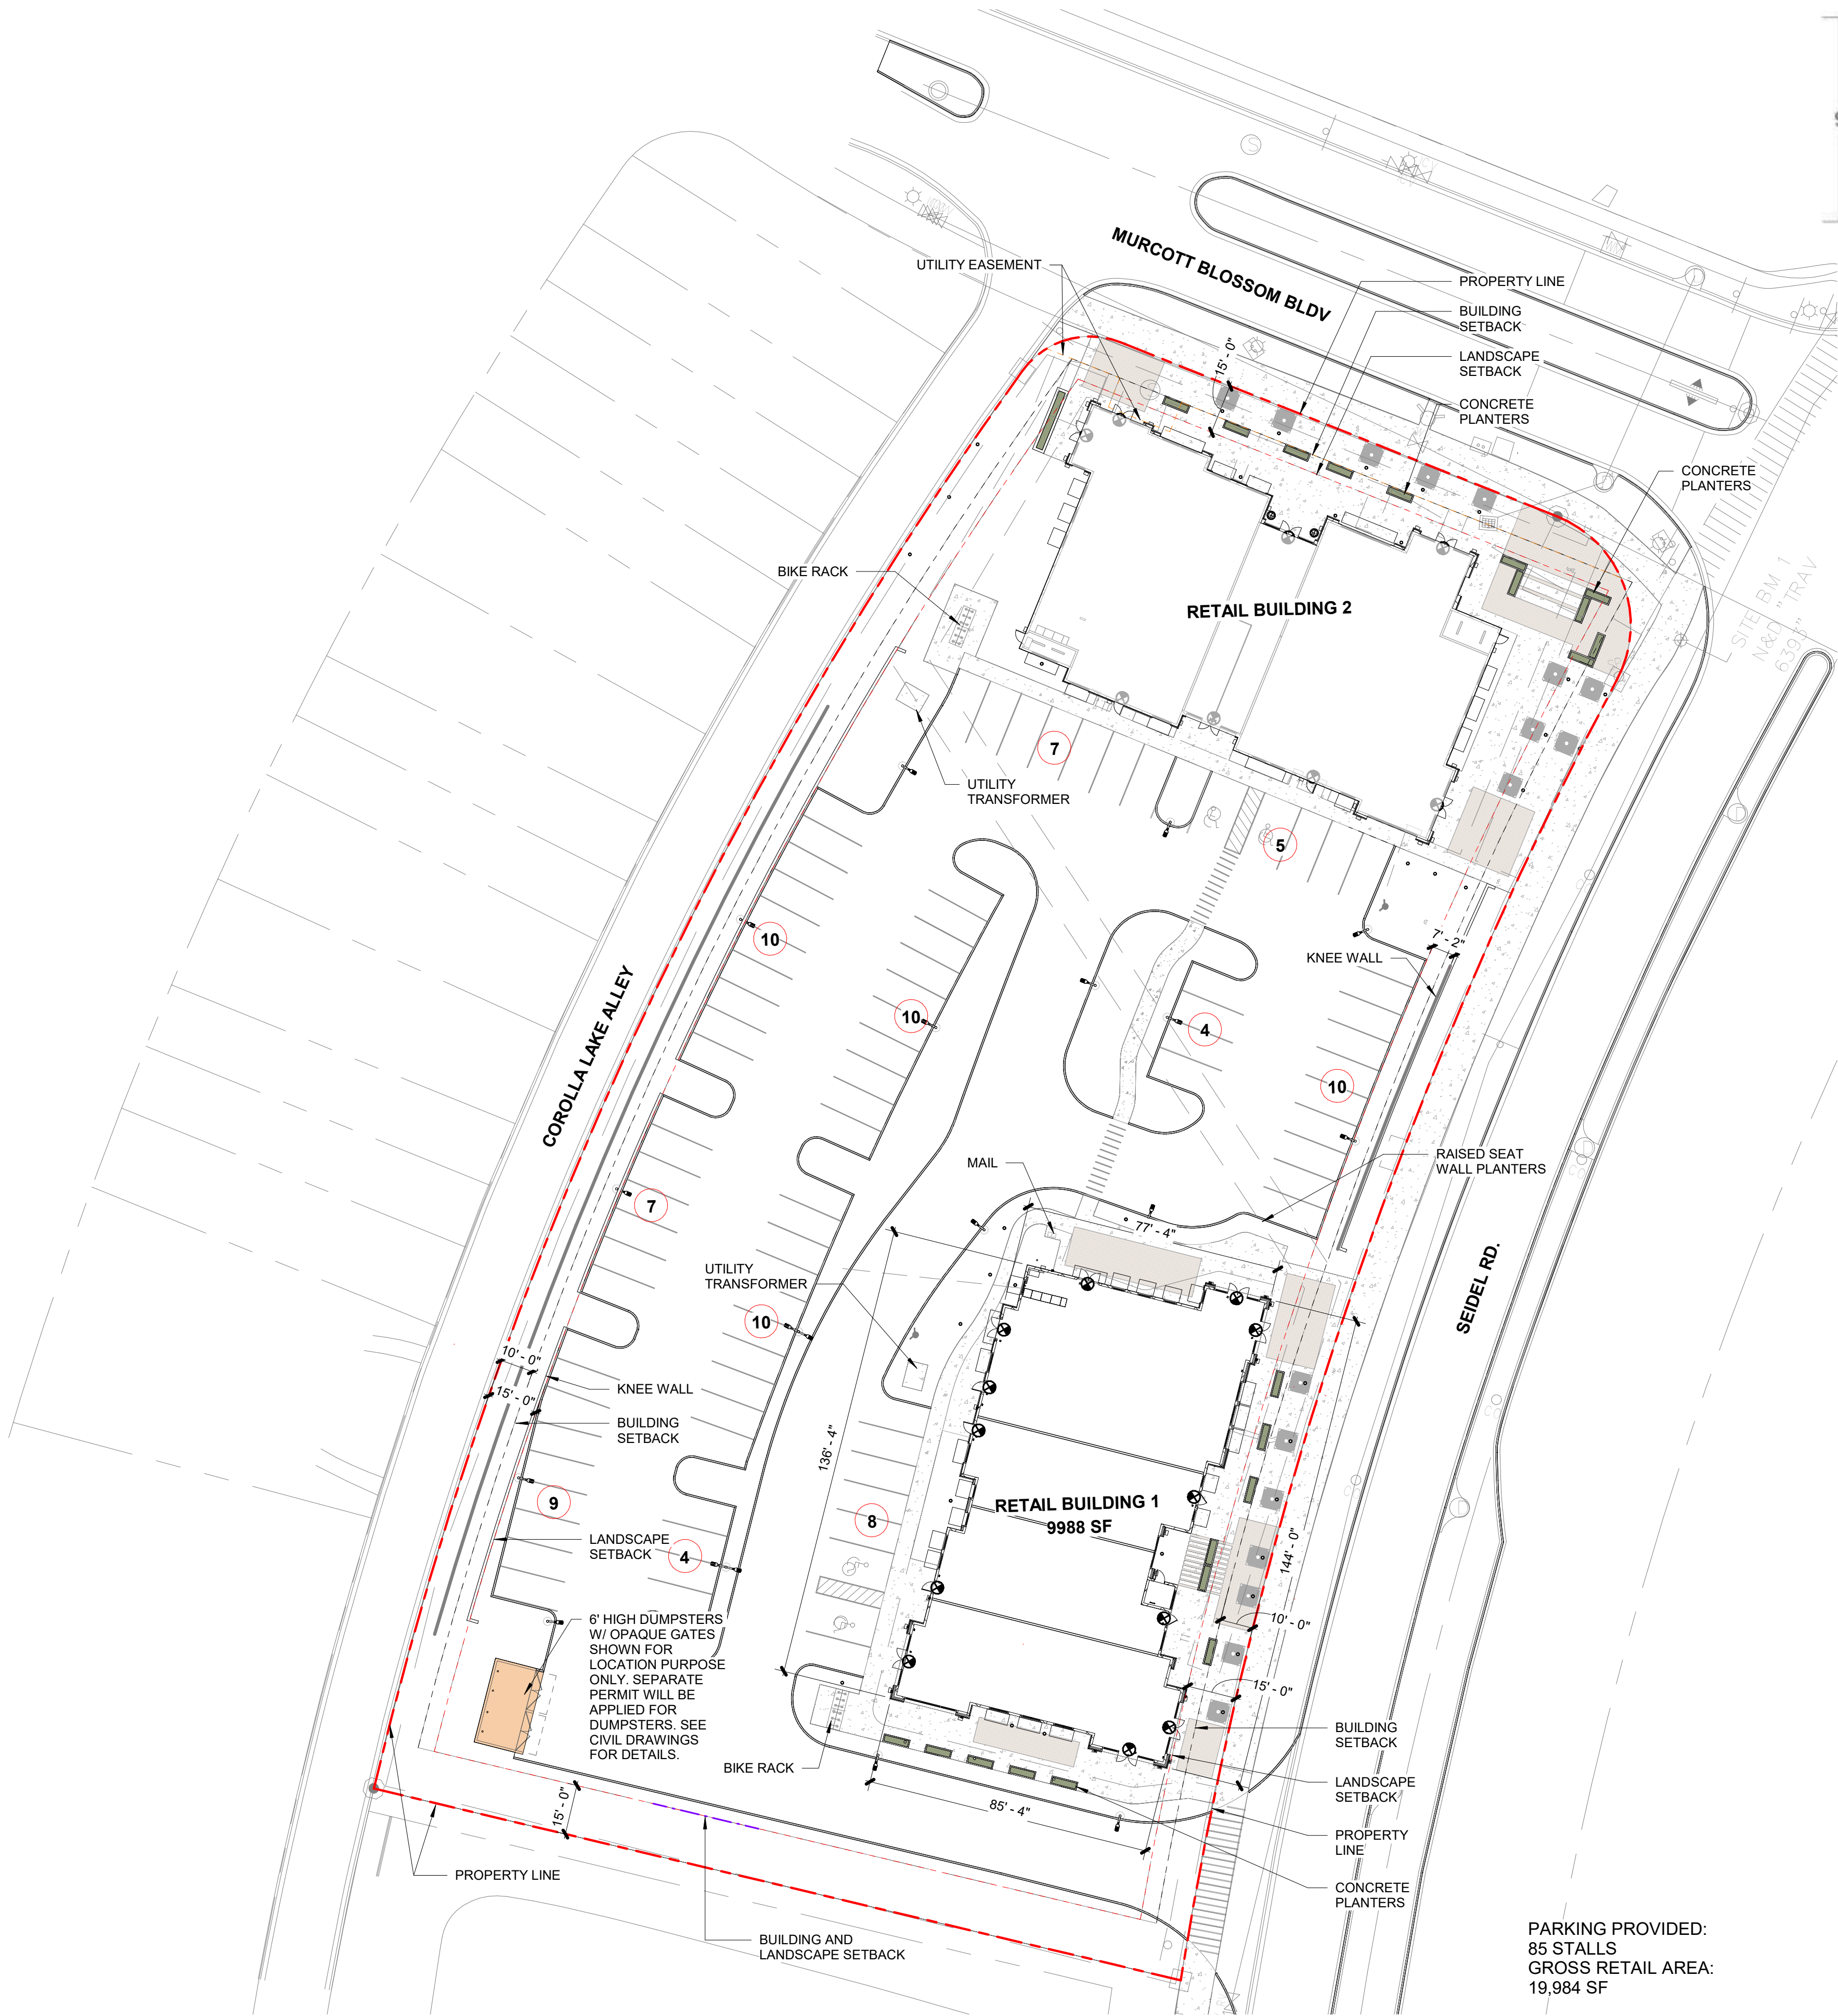 MURCOTT BLOSSOM BLDV
UTILITY EASEMENT
PROPERTY LINE
BUILDING
SETBACK
LANDSCAPE
SETBACK
CONCRETE
PLANTERS
15' - 0"
CONCRETE
PLANTERS
SITE BM 1
N&D "TRAV
6395"
BIKE RACK
RETAIL BUILDING 2
7
UTILITY
TRANSFORMER
5
10
7' - 2"
KNEE WALL
10
4
COROLLA LAKE ALLEY
10
RAISED SEAT
WALL PLANTERS
MAIL
7
77' - 4"
UTILITY
TRANSFORMER
SEIDEL RD.
10
10' - 0"
15' - 0"
KNEE WALL
BUILDING
SETBACK
136' - 4"
9
RETAIL BUILDING 1
9988 SF
8
LANDSCAPE
SETBACK
4
144' - 0"
6' HIGH DUMPSTERS
W/ OPAQUE GATES
SHOWN FOR
LOCATION PURPOSE
ONLY. SEPARATE
PERMIT WILL BE
APPLIED FOR
DUMPSTERS. SEE
CIVIL DRAWINGS
FOR DETAILS.
10' - 0"
15' - 0"
BUILDING
SETBACK
BIKE RACK
LANDSCAPE
SETBACK
85' - 4"
15' - 0"
PROPERTY
LINE
PROPERTY LINE
CONCRETE
PLANTERS
BUILDING AND
LANDSCAPE SETBACK
PARKING PROVIDED:
85 STALLS
GROSS RETAIL AREA:
19,984 SF